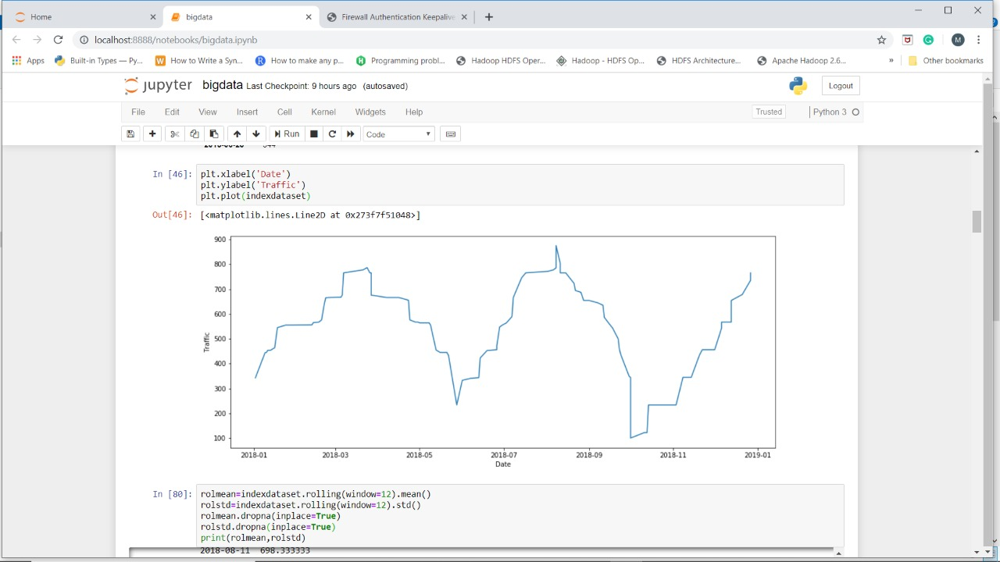 Home
bigdata
Firewall Authentication Keepalive
localhost:8888/notebooks/bigdata.ipynb
M
Apps
Built-in Types — Py...
How to Write a Syn...
How to make any p...
Programming probl...
Hadoop HDFS Oper...
Hadoop - HDFS Op...
HDFS Architecture...
Apache Hadoop 2.6...
»
Other bookmarks
jupyter bigdata Last Checkpoint: 9 hours ago (autosaved)
Logout
File Edit View Insert Cell Kernel Widgets Help
Trusted
Python 3
Run
Code
In [46]:
plt.xlabel('Date')
plt.ylabel('Traffic')
plt.plot(indexdataset)
Out[46]: [<matplotlib.lines.Line2D at 0x273f7f51048>]
900
800
700
600
500
400
300
200
100
Traffic
2018-01 2018-03 2018-05 2018-07 2018-09 2018-11 2019-01
Date
In [80]:
rolmean=indexdataset.rolling(window=12).mean()
rolstd=indexdataset.rolling(window=12).std()
rolmean.dropna(inplace=True)
rolstd.dropna(inplace=True)
print(rolmean,rolstd)
2018-08-11 698.333333